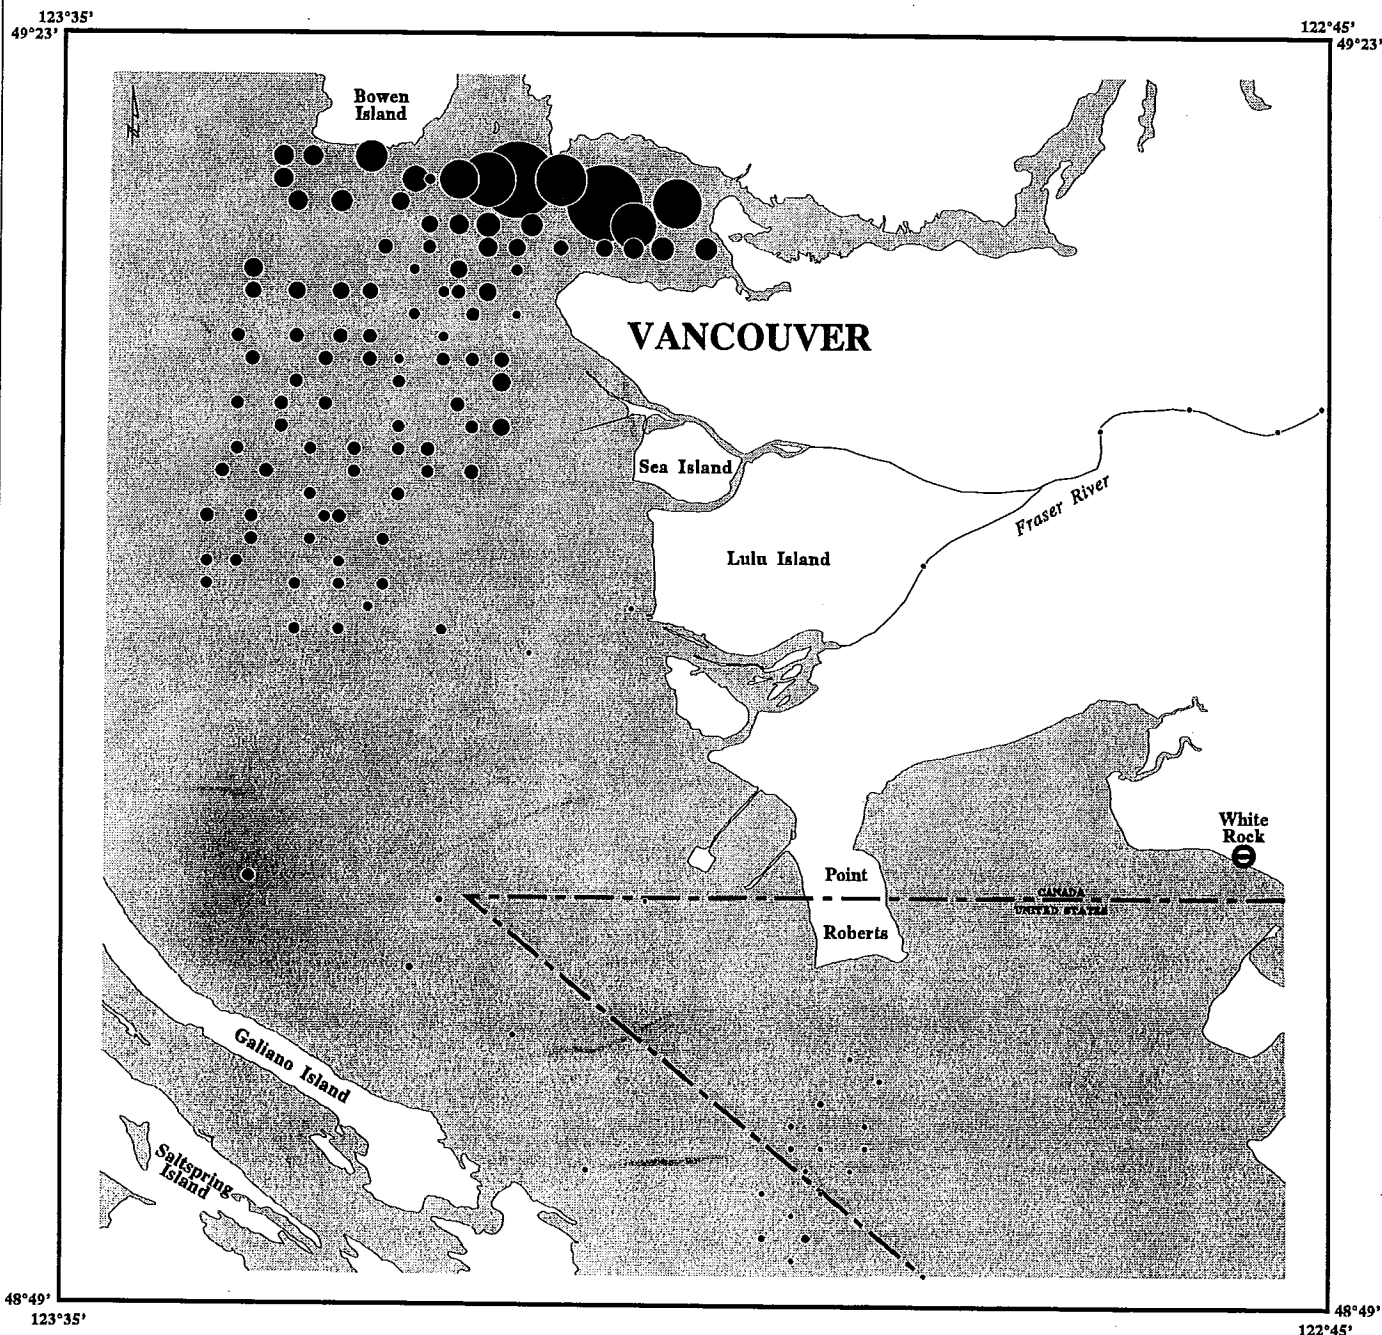 123°35'
122°45'
49°23'
49°23'
Bowen
Island
VANCOUVER
Sea Island
Fraser River
Lulu Island
White
Rock
Point
CANADA
UNITED STATES
Roberts
Galiano Island
Saltspring
Island
48°49'
48°49'
123°35'
122°45'